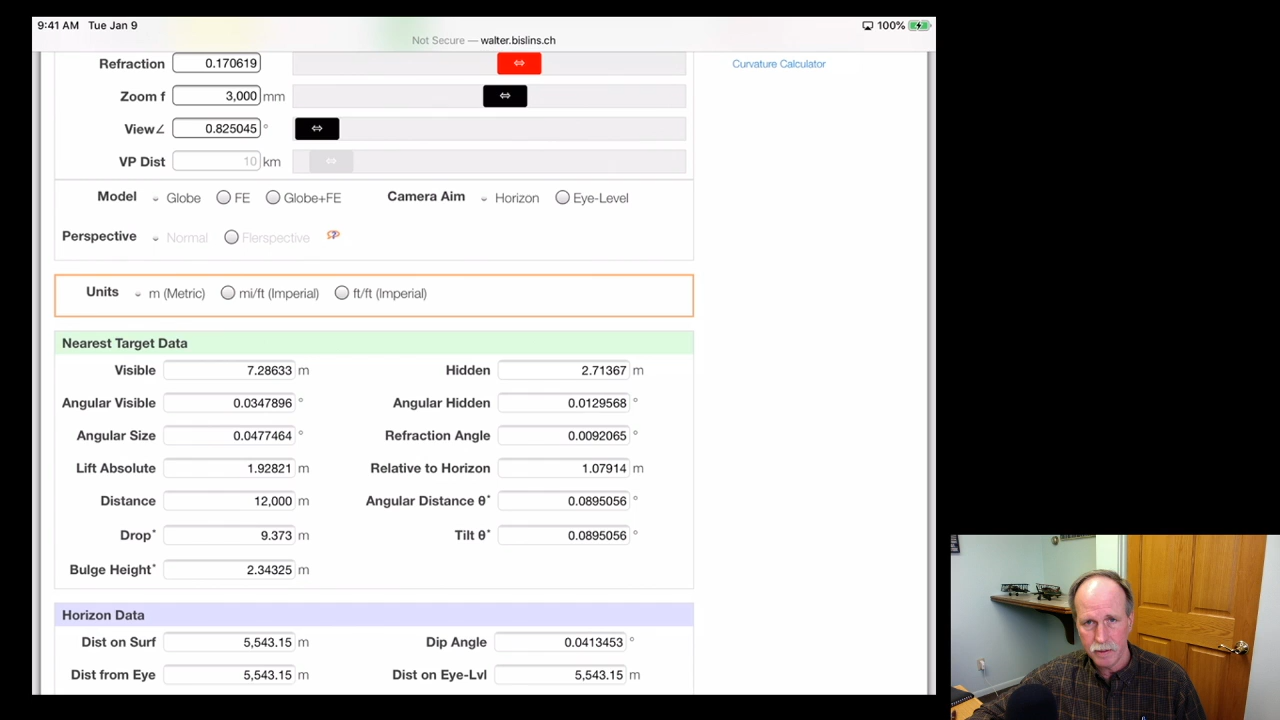 9:41 AM Tue Jan 9 100%
Not Secure — walter.bislins.ch
Refraction 0.170619 Curvature Calculator
Zoom f 3,000 mm
View∠ 0.825045 °
VP Dist 10 km
Model Globe FE Globe+FE Camera Aim Horizon Eye-Level
Perspective Normal Flerspective
Units m (Metric) mi/ft (Imperial) ft/ft (Imperial)
Nearest Target Data
Visible 7.28633 m Hidden 2.71367 m
Angular Visible 0.0347896 ° Angular Hidden 0.0129568 °
Angular Size 0.0477464 ° Refraction Angle 0.0092065 °
Lift Absolute 1.92821 m Relative to Horizon 1.07914 m
Distance 12,000 m Angular Distance θ* 0.0895056 °
Drop* 9.373 m Tilt θ* 0.0895056 °
Bulge Height* 2.34325 m
Horizon Data
Dist on Surf 5,543.15 m Dip Angle 0.0413453 °
Dist from Eye 5,543.15 m Dist on Eye-Lvl 5,543.15 m